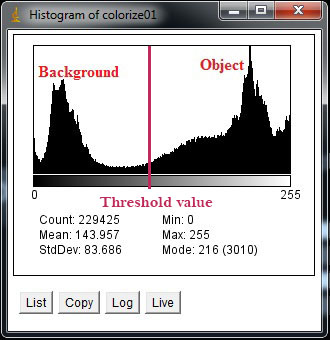 Histogram of colorize01
Background
Object
0
255
Threshold value
Count: 229425 Min: 0
Mean: 143.957 Max: 255
StdDev: 83.686 Mode: 216 (3010)
List Copy Log Live